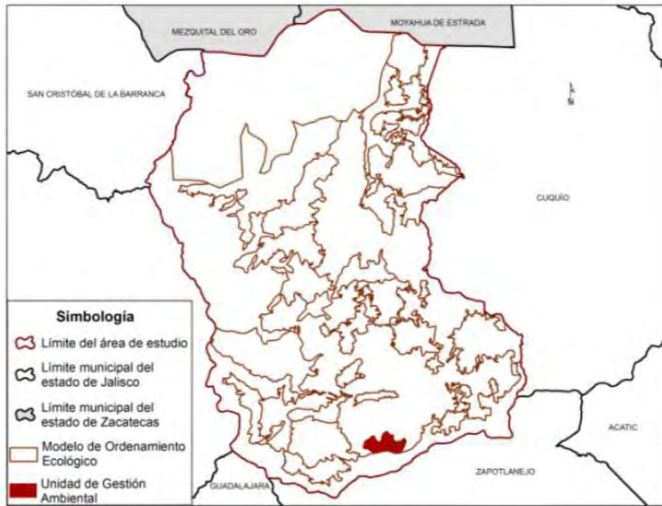 MEZQUITAL DEL ORO
MOYAHUA DE ESTRADA
SAN CRISTÓBAL DE LA BARRANCA
N
CUQUÍO
Simbología
Límite del área de estudio
Límite municipal del
estado de Jalisco
Límite municipal del
estado de Zacatecas
Modelo de Ordenamiento
Ecológico
Unidad de Gestión
Ambiental
GUADALAJARA
ZAPOTLANEJO
ACATIC